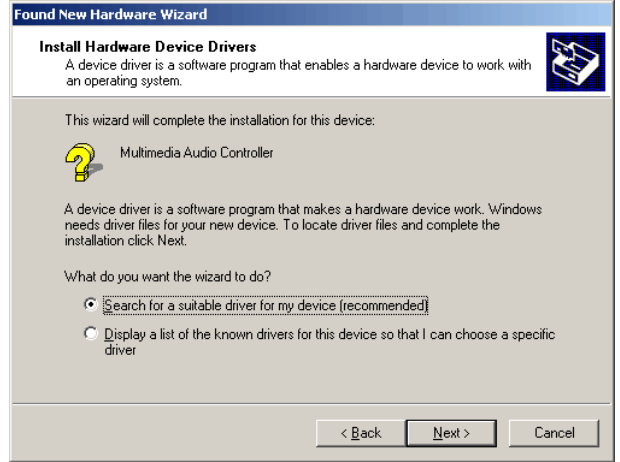 Found New Hardware Wizard
Install Hardware Device Drivers
A device driver is a software program that enables a hardware device to work with
an operating system.
This wizard will complete the installation for this device:
Multimedia Audio Controller
A device driver is a software program that makes a hardware device work. Windows
needs driver files for your new device. To locate driver files and complete the
installation click Next.
What do you want the wizard to do?
Search for a suitable driver for my device (recommended)
Display a list of the known drivers for this device so that I can choose a specific
driver
< Back Next > Cancel